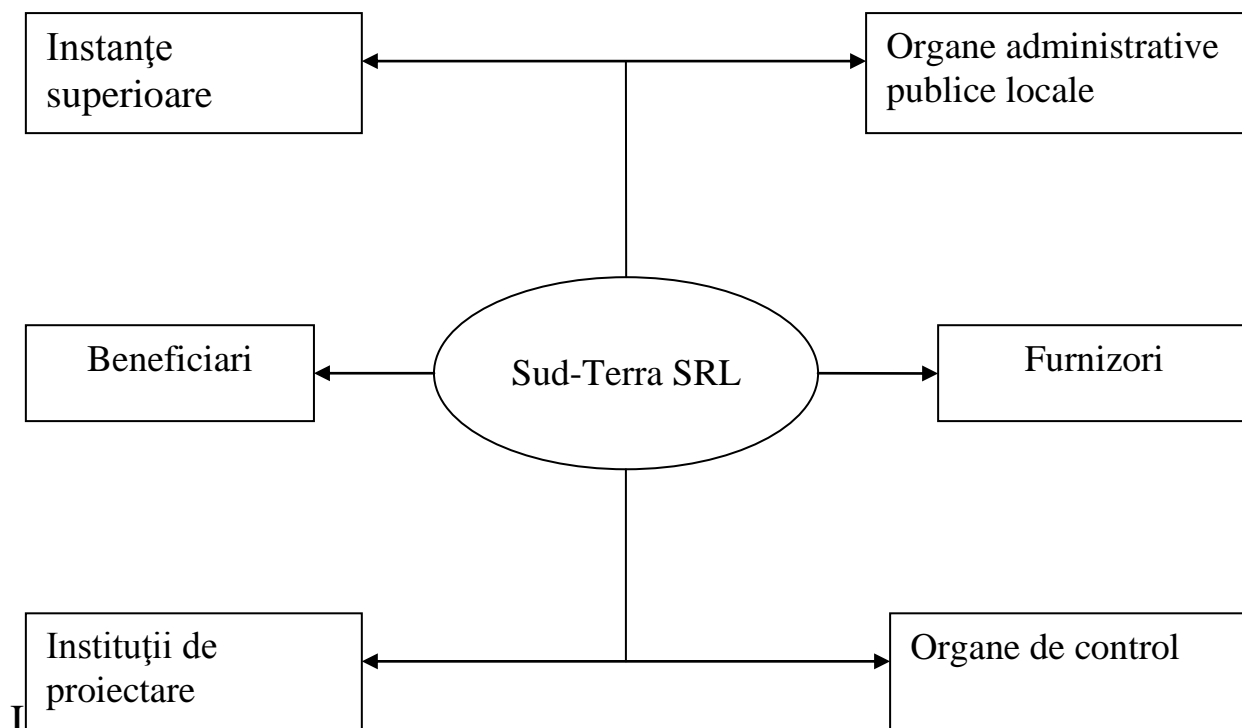 Instanţe
superioare
Organe administrative
publice locale
Beneficiari
Sud-Terra SRL
Furnizori
Instituţii de
proiectare
Organe de control
I